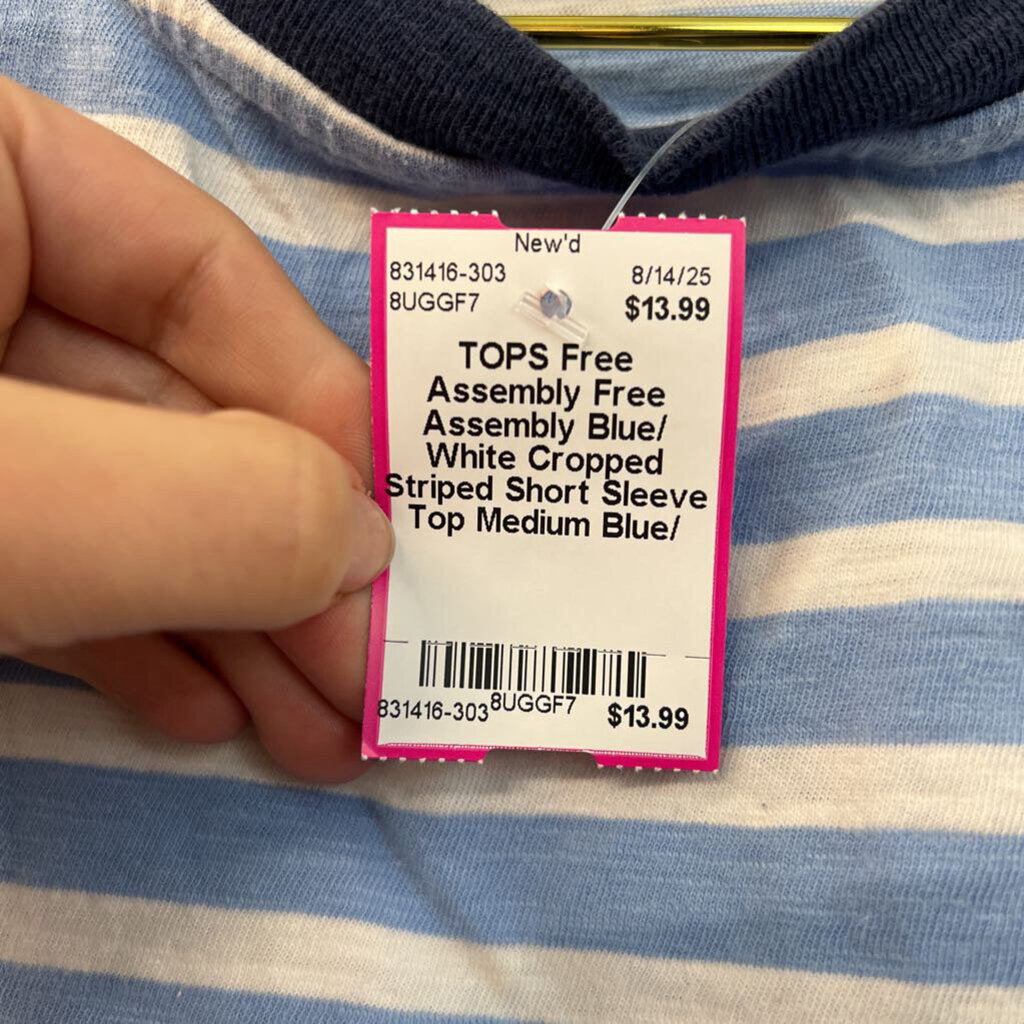 New'd
831416-303 8/14/25
8UGGF7 $13.99
TOPS Free
Assembly Free
Assembly Blue/
White Cropped
Striped Short Sleeve
Top Medium Blue/
831416-303 8UGGF7 $13.99